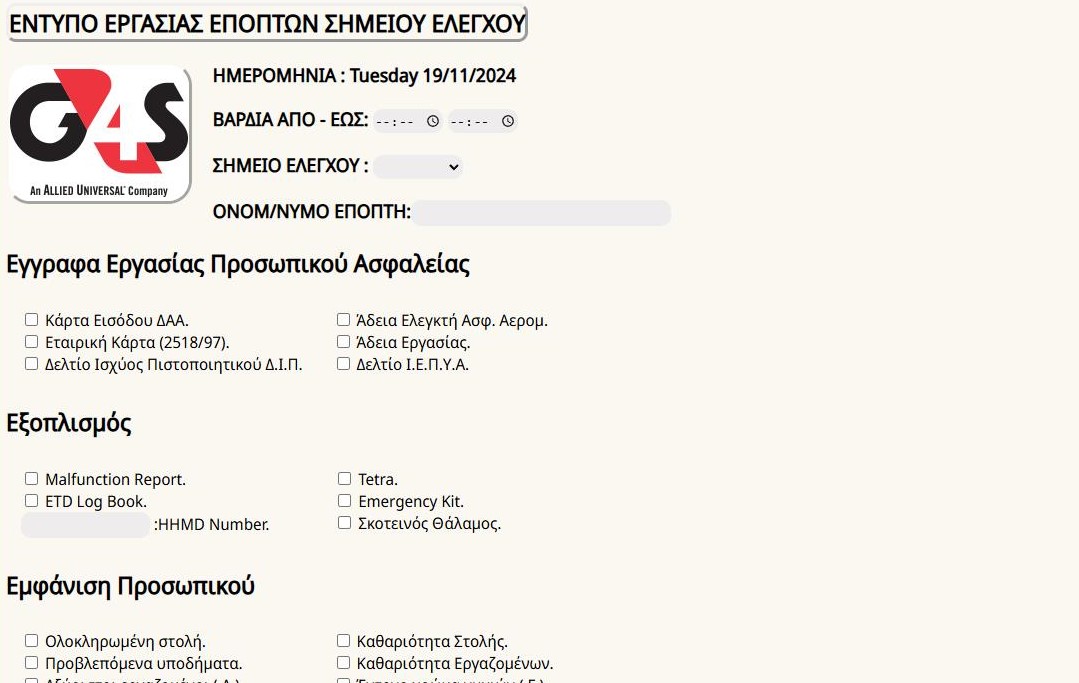 ΕΝΤΥΠΟ ΕΡΓΑΣΙΑΣ ΕΠΟΠΤΩΝ ΣΗΜΕΙΟΥ ΕΛΕΓΧΟΥ
G4S
An ALLIED UNIVERSAL Company
ΗΜΕΡΟΜΗΝΙΑ : Tuesday 19/11/2024
ΒΑΡΔΙΑ ΑΠΟ - ΕΩΣ: --:-- --:--
ΣΗΜΕΙΟ ΕΛΕΓΧΟΥ :
ΟΝΟΜ/ΝΥΜΟ ΕΠΟΠΤΗ:
Εγγραφα Εργασίας Προσωπικού Ασφαλείας
Κάρτα Εισόδου ΔΑΑ. Άδεια Ελεγκτή Ασφ. Αερομ.
Εταιρική Κάρτα (2518/97). Άδεια Εργασίας.
Δελτίο Ισχύος Πιστοποιητικού Δ.Ι.Π. Δελτίο Ι.Ε.Π.Υ.Α.
Εξοπλισμός
Malfunction Report. Tetra.
ETD Log Book. Emergency Kit.
:HHMD Number. Σκοτεινός Θάλαμος.
Εμφάνιση Προσωπικού
Ολοκληρωμένη στολή. Καθαριότητα Στολής.
Προβλεπόμενα υποδήματα. Καθαριότητα Εργαζομένων.